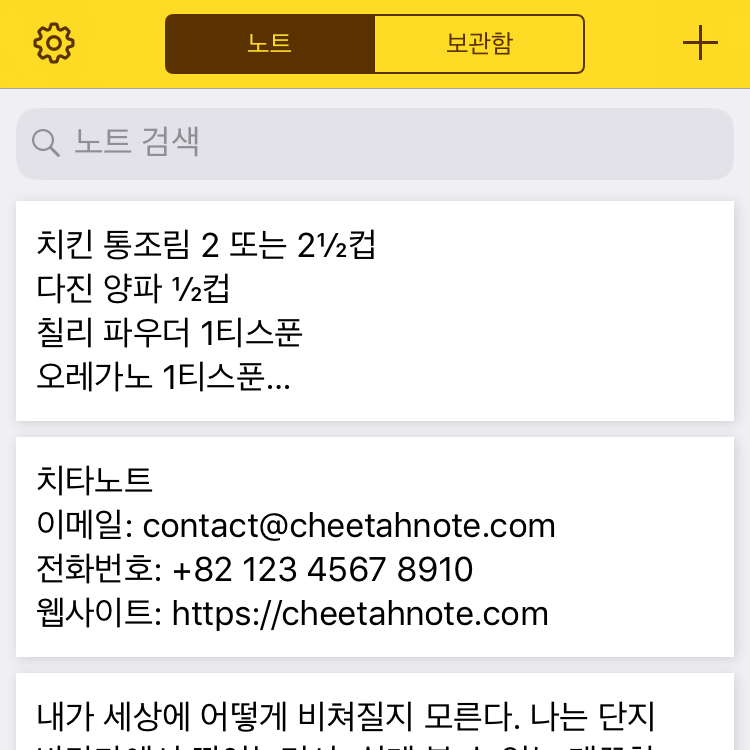 노트
보관함
노트 검색
치킨 통조림 2 또는 2½컵
다진 양파 ½컵
칠리 파우더 1티스푼
오레가노 1티스푼...
치타노트
이메일: contact@cheetahnote.com
전화번호: +82 123 4567 8910
웹사이트: https://cheetahnote.com
내가 세상에 어떻게 비쳐질지 모른다. 나는 단지